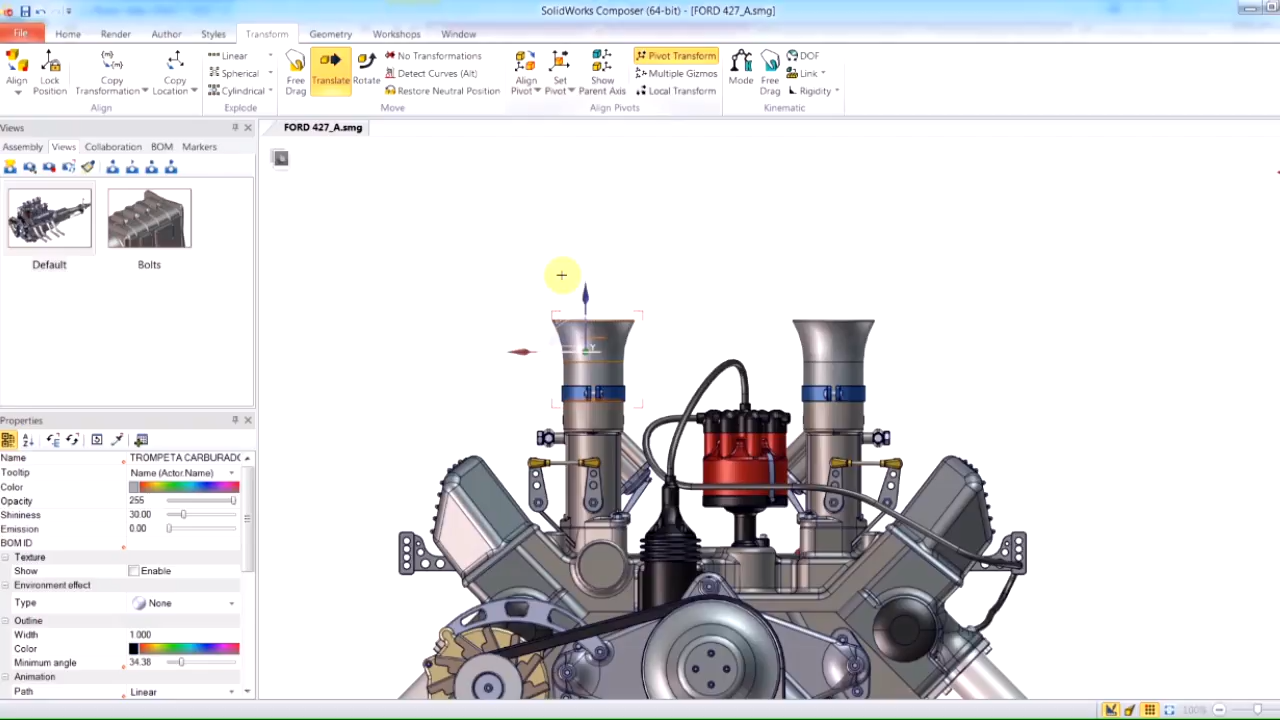 SolidWorks Composer (64-bit) - [FORD 427_A.smg]
File Home Render Author Styles Transform Geometry Workshops Window
Align
Lock Position
Copy Transformation
Copy Location
Align
Linear
Spherical
Cylindrical
Explode
Free Drag
Translate
Rotate
No Transformations
Detect Curves (Alt)
Restore Neutral Position
Move
Align Pivot
Set Pivot
Show Parent Axis
Pivot Transform
Multiple Gizmos
Local Transform
Align Pivots
Mode
Free Drag
DOF
Link
Rigidity
Kinematic
Views
FORD 427_A.smg
Assembly Views Collaboration BOM Markers
Default Bolts
Properties
Name TROMPETA CARBURADO
Tooltip Name (Actor.Name)
Color
Opacity 255
Shininess 30.00
Emission 0.00
BOM ID
Texture
Show Enable
Environment effect
Type None
Outline
Width 1.000
Color
Minimum angle 34.38
Animation
Path Linear
Y
100%